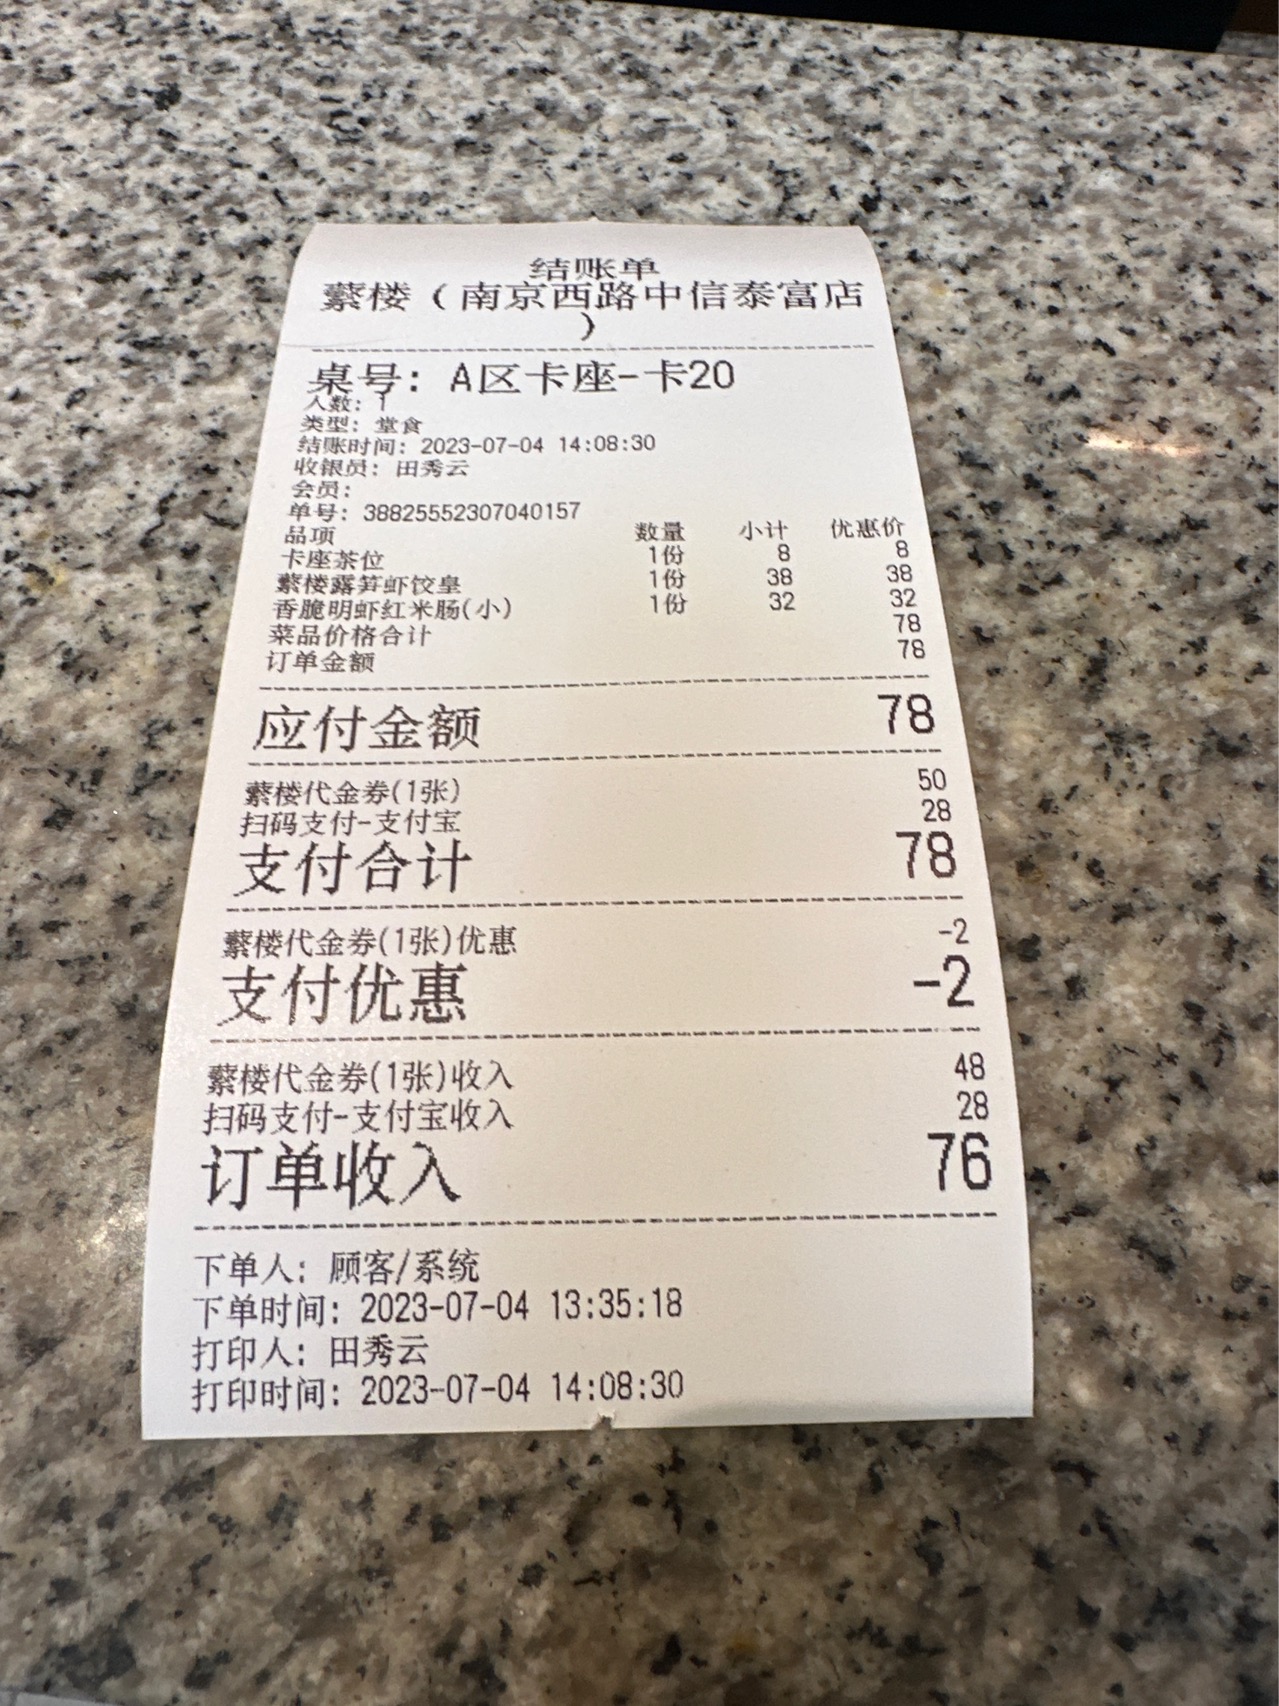 结账单
蘩楼（南京西路中信泰富店
）
桌号：A区卡座-卡20
人数：1
类型：堂食
结账时间：2023-07-04 14:08:30
收银员：田秀云
会员：
单号：38825552307040157
品项 数量 小计 优惠价
卡座茶位 1份 8 8
蘩楼露笋虾饺皇 1份 38 38
香脆明虾红米肠(小) 1份 32 32
菜品价格合计 78
订单金额 78
应付金额 78
蘩楼代金券(1张) 50
扫码支付-支付宝 28
支付合计 78
蘩楼代金券(1张)优惠 -2
支付优惠 -2
蘩楼代金券(1张)收入 48
扫码支付-支付宝收入 28
订单收入 76
下单人：顾客/系统
下单时间：2023-07-04 13:35:18
打印人：田秀云
打印时间：2023-07-04 14:08:30